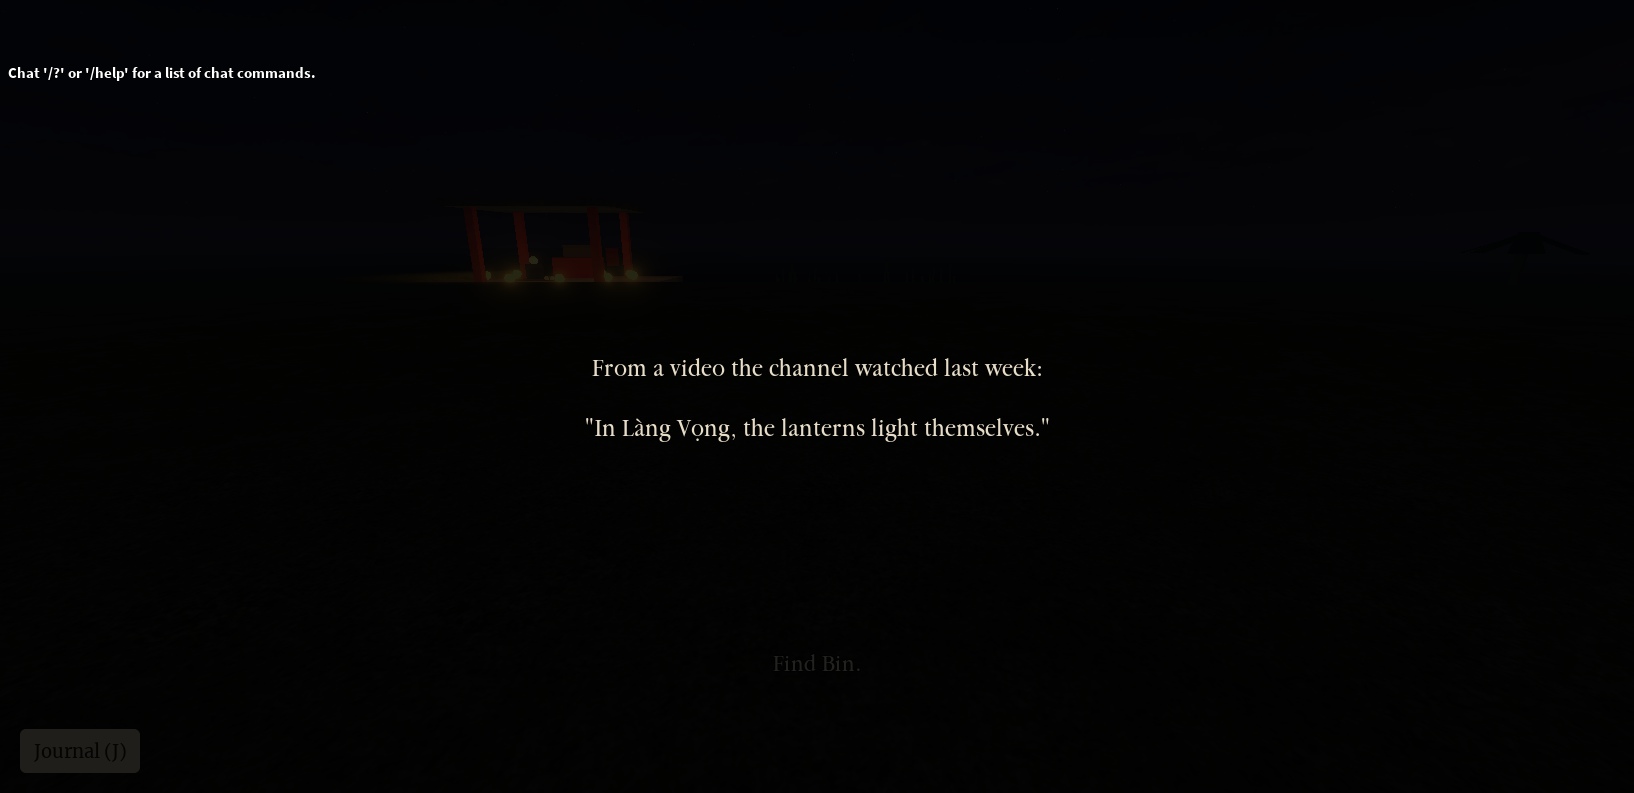 Chat '/?' or '/help' for a list of chat commands.
From a video the channel watched last week:
"In Làng Vọng, the lanterns light themselves."
Find Bin.
Journal (J)